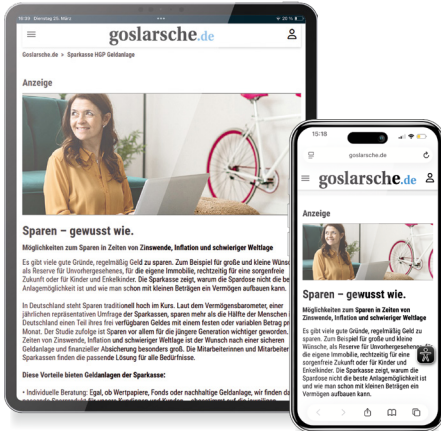 10:39 Dienstag 25. März
20 %
goslarsche.de
Goslarsche.de > Sparkasse HGP Geldanlage
Anzeige
Sparen – gewusst wie.
Möglichkeiten zum Sparen in Zeiten von Zinswende, Inflation und schwieriger Weltlage
Es gibt viele gute Gründe, regelmäßig Geld zu sparen. Zum Beispiel für große und kleine Wünsc
als Reserve für Unvorhergesehenes, für die eigene Immobilie, rechtzeitig für eine sorgenfreie
Zukunft oder für Kinder und Enkelkinder. Die Sparkasse zeigt, warum die Spardose nicht die be
Anlagemöglichkeit ist und wie man schon mit kleinen Beträgen ein Vermögen aufbauen kann.
In Deutschland steht Sparen traditionell hoch im Kurs. Laut dem Vermögensbarometer, einer
jährlichen repräsentativen Umfrage der Sparkassen, sparen mehr als die Hälfte der Menschen i
Deutschland einen Teil ihres frei verfügbaren Geldes mit einem festen oder variablen Betrag pr
Monat. Der Studie zufolge ist Sparen vor allem für die jüngere Generation wichtiger geworden.
Zeiten von Zinswende, Inflation und schwieriger Weltlage ist der Wunsch nach einer sicheren
Geldanlage und finanzieller Absicherung besonders groß. Die Mitarbeiterinnen und Mitarbeiter
Sparkassen finden die passende Lösung für alle Bedürfnisse.
Diese Vorteile bieten Geldanlagen der Sparkasse:
• Individuelle Beratung: Egal, ob Wertpapiere, Fonds oder nachhaltige Geldanlage, wir finden da
15:18
goslarsche.de
goslarsche.de
Anzeige
Sparen – gewusst wie.
Möglichkeiten zum Sparen in Zeiten von
Zinswende, Inflation und schwieriger Weltlage
Es gibt viele gute Gründe, regelmäßig Geld zu
sparen. Zum Beispiel für große und kleine
Wünsche, als Reserve für Unvorhergesehenes,
die eigene Immobilie, rechtzeitig für eine
sorgenfreie Zukunft oder für Kinder und
Enkelkinder. Die Sparkasse zeigt, warum die
Spardose nicht die beste Anlagemöglichkeit ist
und wie man schon mit kleinen Beträgen ein
Vermögen aufbauen kann.